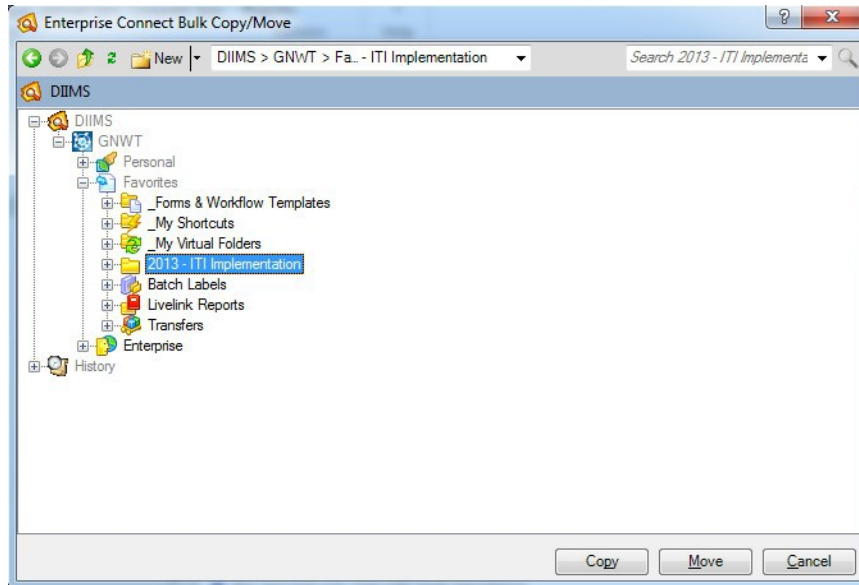 Enterprise Connect Bulk Copy/Move
New DIIMS > GNWT > Fa.. - ITI Implementation Search 2013 - ITI Implementa
DIIMS
DIIMS
GNWT
Personal
Favorites
_Forms & Workflow Templates
_My Shortcuts
_My Virtual Folders
2013 - ITI Implementation
Batch Labels
Livelink Reports
Transfers
Enterprise
History
Copy Move Cancel